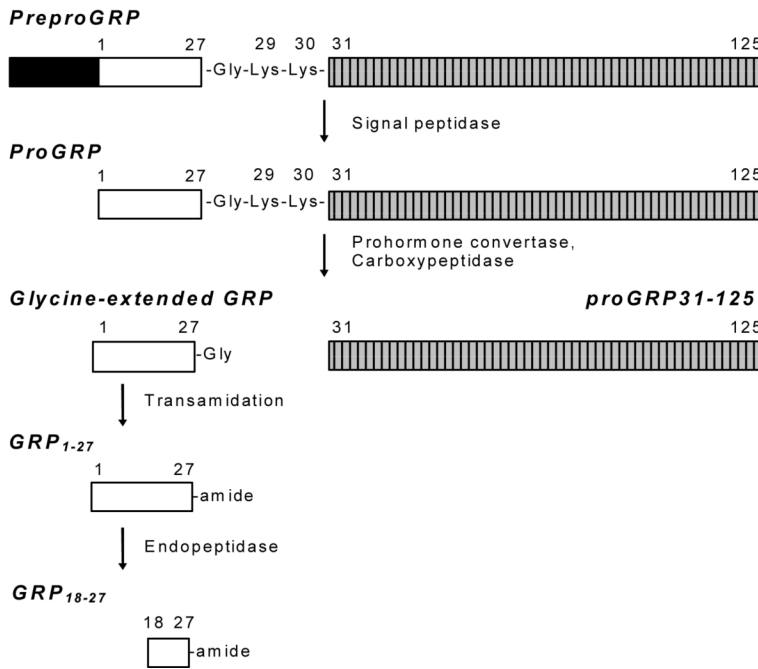 PreproGRP
1 27 29 30 31 125
-Gly-Lys-Lys-
Signal peptidase
ProGRP
1 27 29 30 31 125
-Gly-Lys-Lys-
Prohormone convertase,
Carboxypeptidase
Glycine-extended GRP proGRP31-125
1 27 31 125
-Gly
Transamidation
GRP1-27
1 27
-amide
Endopeptidase
GRP18-27
18 27
-amide